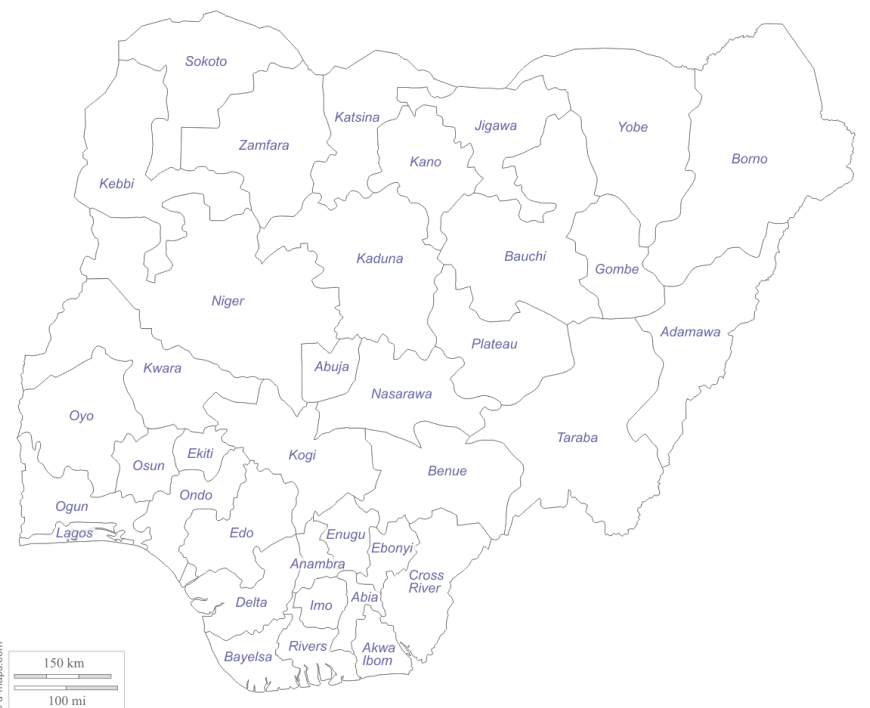 Sokoto
Katsina
Jigawa
Yobe
Zamfara
Kano
Borno
Kebbi
Kaduna
Bauchi
Gombe
Niger
Adamawa
Plateau
Kwara
Abuja
Nasarawa
Oyo
Taraba
Ekiti
Kogi
Osun
Benue
Ondo
Ogun
Lagos
Edo
Enugu
Ebonyi
Anambra
Cross
River
Delta
Imo
Abia
Rivers
Akwa
Ibom
Bayelsa
150 km
100 mi